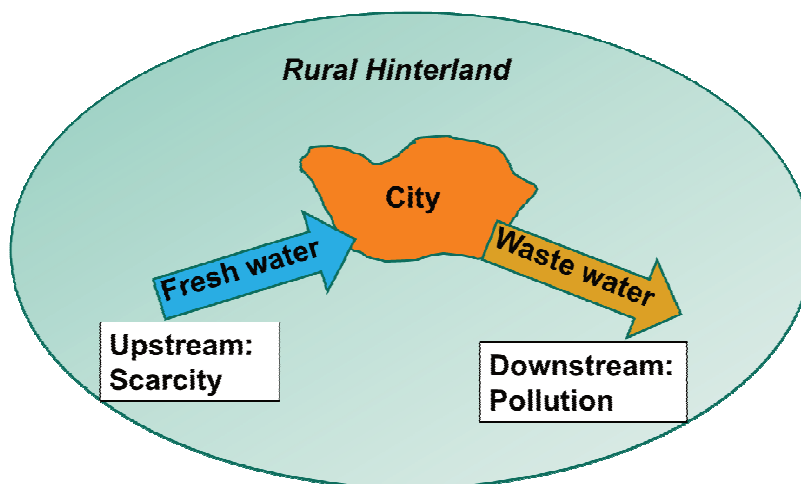 Rural Hinterland
City
Fresh water
Waste water
Upstream:
Scarcity
Downstream:
Pollution